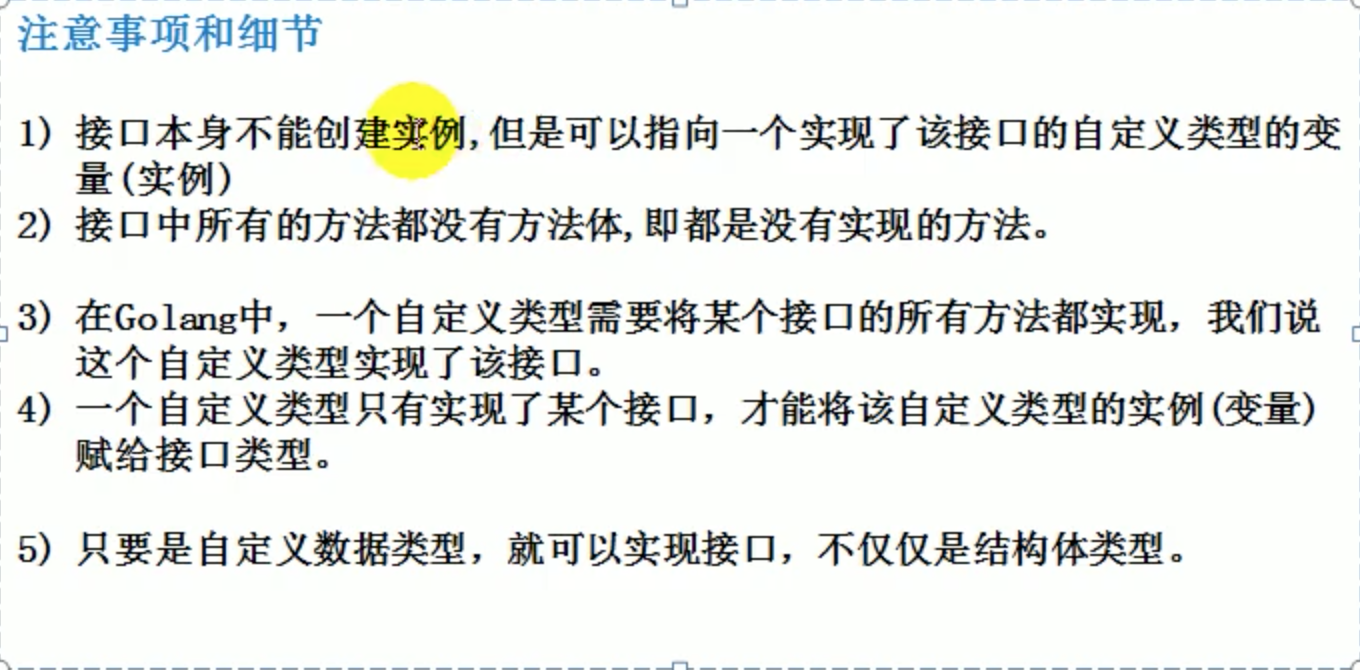 注意事项和细节
1) 接口本身不能创建实例,但是可以指向一个实现了该接口的自定义类型的变
量(实例)
2) 接口中所有的方法都没有方法体,即都是没有实现的方法。
3) 在Golang中，一个自定义类型需要将某个接口的所有方法都实现，我们说
这个自定义类型实现了该接口。
4) 一个自定义类型只有实现了某个接口，才能将该自定义类型的实例(变量)
赋给接口类型。
5) 只要是自定义数据类型，就可以实现接口，不仅仅是结构体类型。